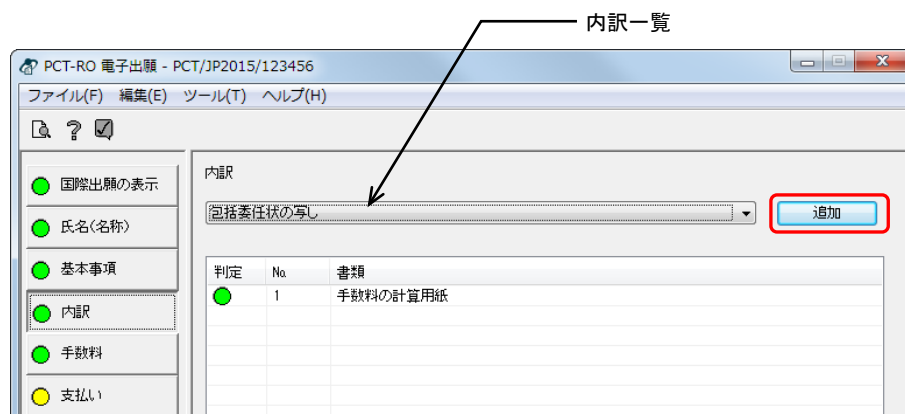 内訳一覧
PCT-RO 電子出願 - PCT/JP2015/123456
ファイル(F) 編集(E) ツール(T) ヘルプ(H)
国際出願の表示
氏名(名称)
基本事項
内訳
手数料
支払い
内訳
包括委任状の写し
追加
判定 No. 書類
1 手数料の計算用紙